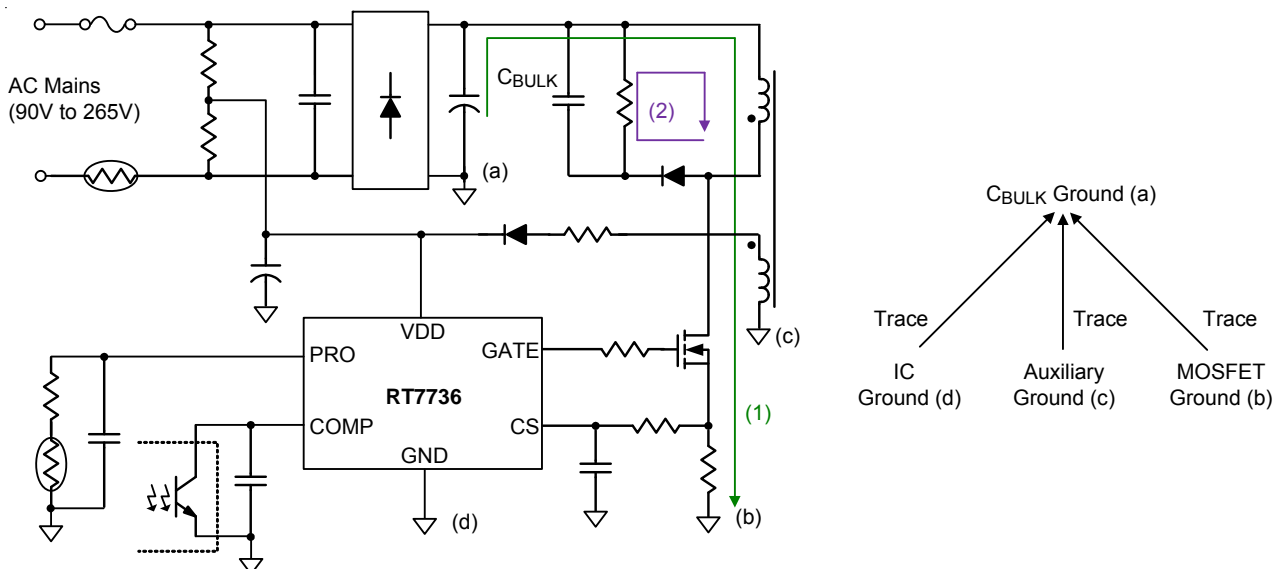 AC Mains
(90V to 265V)
CBULK
(2)
(a)
(c)
VDD
PRO
GATE
RT7736
COMP
CS
GND
(1)
(d)
(b)
CBULK Ground (a)
Trace
Trace
Trace
IC
Ground (d)
Auxiliary
Ground (c)
MOSFET
Ground (b)